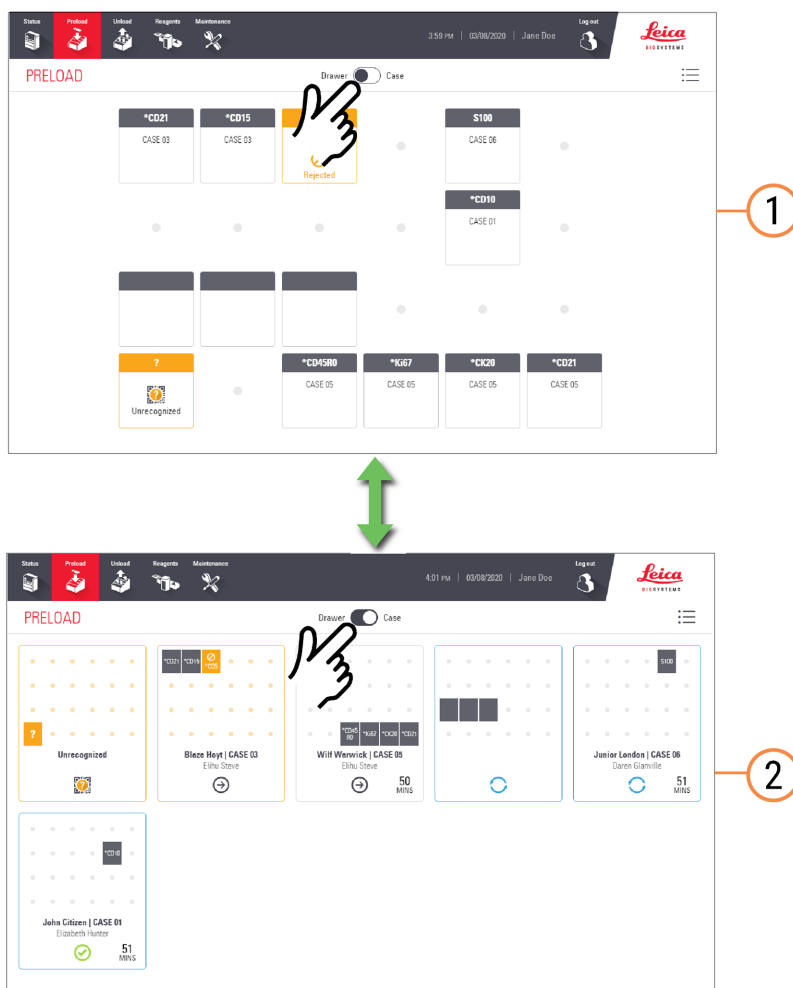 Status Preload Unload Reagents Maintenance
3:59 PM | 03/08/2020 | Jane Doe
Log out
Leica
BIOSYSTEMS
PRELOAD
Drawer Case
*CD21 *CD15 S100
CASE 03 CASE 03 CASE 06
Rejected
*CD10
CASE 01
1
? *CD45RO *Ki67 *CK20 *CD21
CASE 05 CASE 05 CASE 05 CASE 05
?
Unrecognized
Status Preload Unload Reagents Maintenance
4:01 PM | 03/08/2020 | Jane Doe
Log out
Leica
BIOSYSTEMS
PRELOAD
Drawer Case
*CD21 *CD15 *CD5 S100
? *CD45 RO *Ki67 *CK20 *CD21
Unrecognized Blaze Hoyt | CASE 03 Wilf Warwick | CASE 05 Junior London | CASE 06
Elihu Steve Elihu Steve Daren Glanville
? 50 MINS 51 MINS
2
*CD10
John Citizen | CASE 01
Elizabeth Hunter
51 MINS